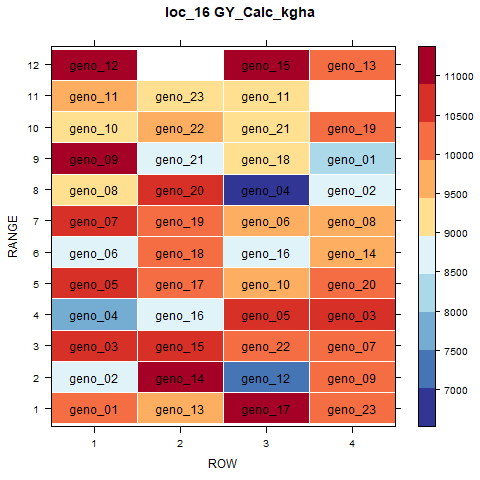 loc_16 GY_Calc_kgha
12 geno_12 geno_15 geno_13
11 geno_11 geno_23 geno_11
10 geno_10 geno_22 geno_21 geno_19
9 geno_09 geno_21 geno_18 geno_01
8 geno_08 geno_20 geno_04 geno_02
7 geno_07 geno_19 geno_06 geno_08
6 geno_06 geno_18 geno_16 geno_14
5 geno_05 geno_17 geno_10 geno_20
4 geno_04 geno_16 geno_05 geno_03
3 geno_03 geno_15 geno_22 geno_07
2 geno_02 geno_14 geno_12 geno_09
1 geno_01 geno_13 geno_17 geno_23
1 2 3 4
ROW
RANGE
11000
10500
10000
9500
9000
8500
8000
7500
7000